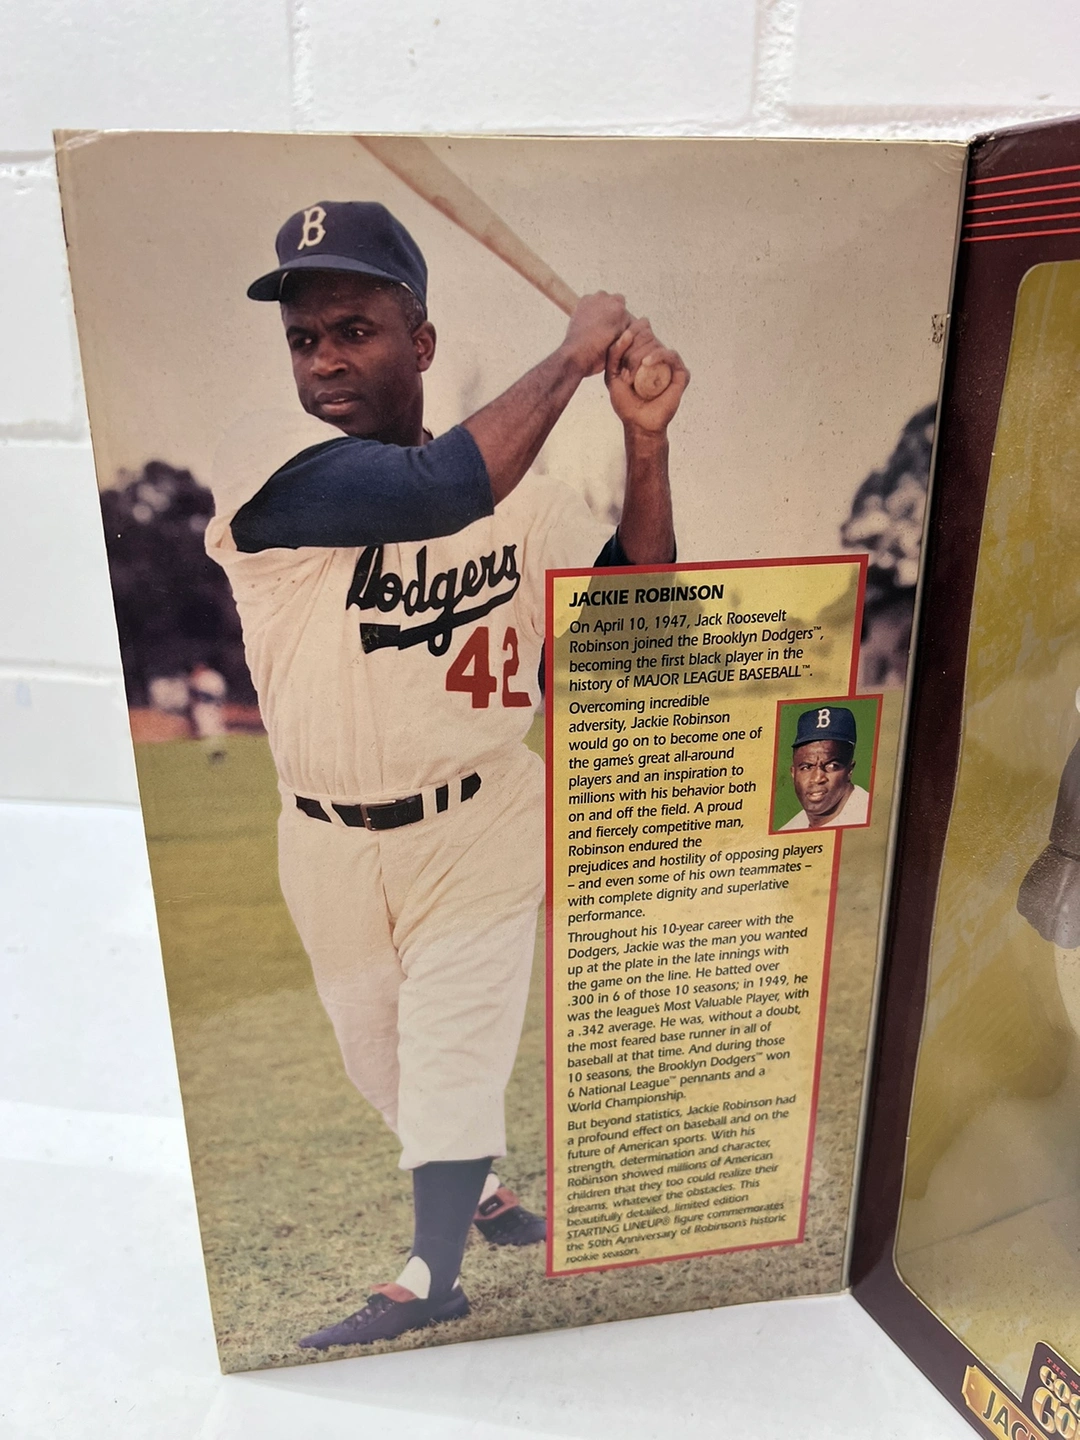 B
Dodgers
42
JACKIE ROBINSON
On April 10, 1947, Jack Roosevelt
Robinson joined the Brooklyn Dodgers™,
becoming the first black player in the
history of MAJOR LEAGUE BASEBALL™.
Overcoming incredible
adversity, Jackie Robinson
would go on to become one of
the game's great all-around
players and an inspiration to
millions with his behavior both
on and off the field. A proud
and fiercely competitive man,
Robinson endured the
prejudices and hostility of opposing players
– and even some of his own teammates –
with complete dignity and superlative
performance.
B
Throughout his 10-year career with the
Dodgers, Jackie was the man you wanted
up at the plate in the late innings with
the game on the line. He batted over
.300 in 6 of those 10 seasons; in 1949, he
was the league's Most Valuable Player, with
a .342 average. He was, without a doubt,
the most feared base runner in all of
baseball at that time. And during those
10 seasons, the Brooklyn Dodgers™ won
6 National League™ pennants and a
World Championship.
But beyond statistics, Jackie Robinson had
a profound effect on baseball and on the
future of American sports. With his
strength, determination and character,
Robinson showed millions of American
children that they too could realize their
dreams, whatever the obstacles. This
beautifully detailed, limited edition
STARTING LINEUP® figure commemorates
the 50th Anniversary of Robinson's historic
rookie season.
THE